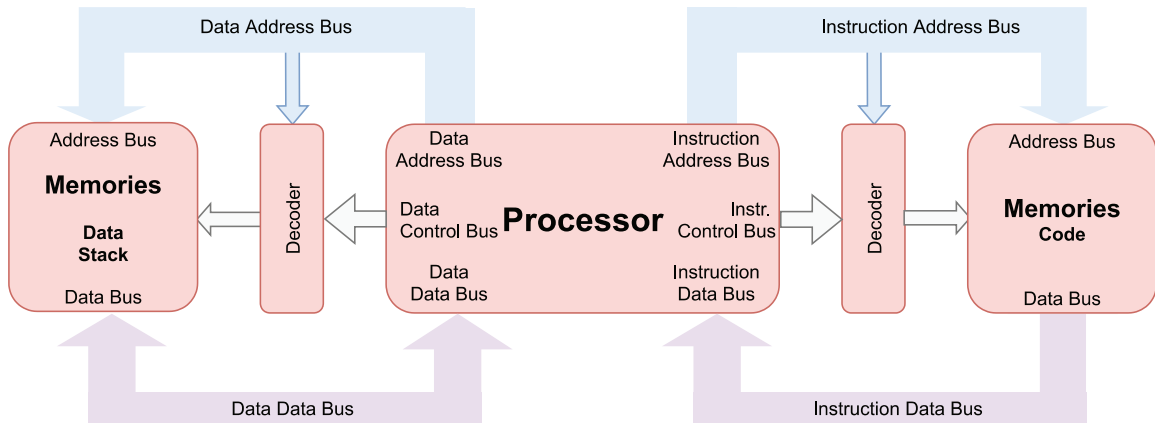 Data Address Bus
Instruction Address Bus
Address Bus
Memories
Data
Stack
Data Bus
Decoder
Data
Address Bus
Data
Control Bus
Data
Data Bus
Processor
Instruction
Address Bus
Instr.
Control Bus
Instruction
Data Bus
Decoder
Address Bus
Memories
Code
Data Bus
Data Data Bus
Instruction Data Bus